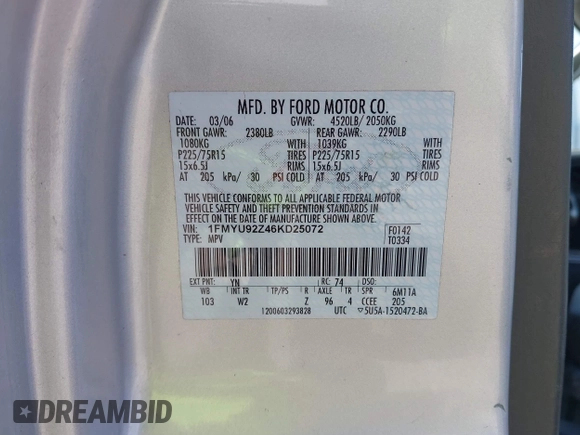 MFD. BY FORD MOTOR CO.
DATE: 03/06 GVWR: 4520LB/ 2050KG
FRONT GAWR: 2380LB REAR GAWR: 2290LB
1080KG WITH 1039KG WITH
P225/75R15 TIRES P225/75R15 TIRES
15x6.5J RIMS 15x6.5J RIMS
AT 205 kPa/ 30 PSI COLD AT 205 kPa/ 30 PSI COLD
THIS VEHICLE CONFORMS TO ALL APPLICABLE FEDERAL MOTOR
VEHICLE SAFETY AND THEFT PREVENTION STANDARDS IN
EFFECT ON THE DATE OF MANUFACTURE SHOWN ABOVE.
VIN: 1FMYU92Z46KD25072 F0142
TYPE: MPV T0334
EXT PNT: YN RC: 74 DSO:
WB INT TR TP/PS R AXLE TR SPR 6M11A
103 W2 Z 96 4 CCEE 205
1200603293828 UTC 5U5A-1520472-BA
DREAMBID